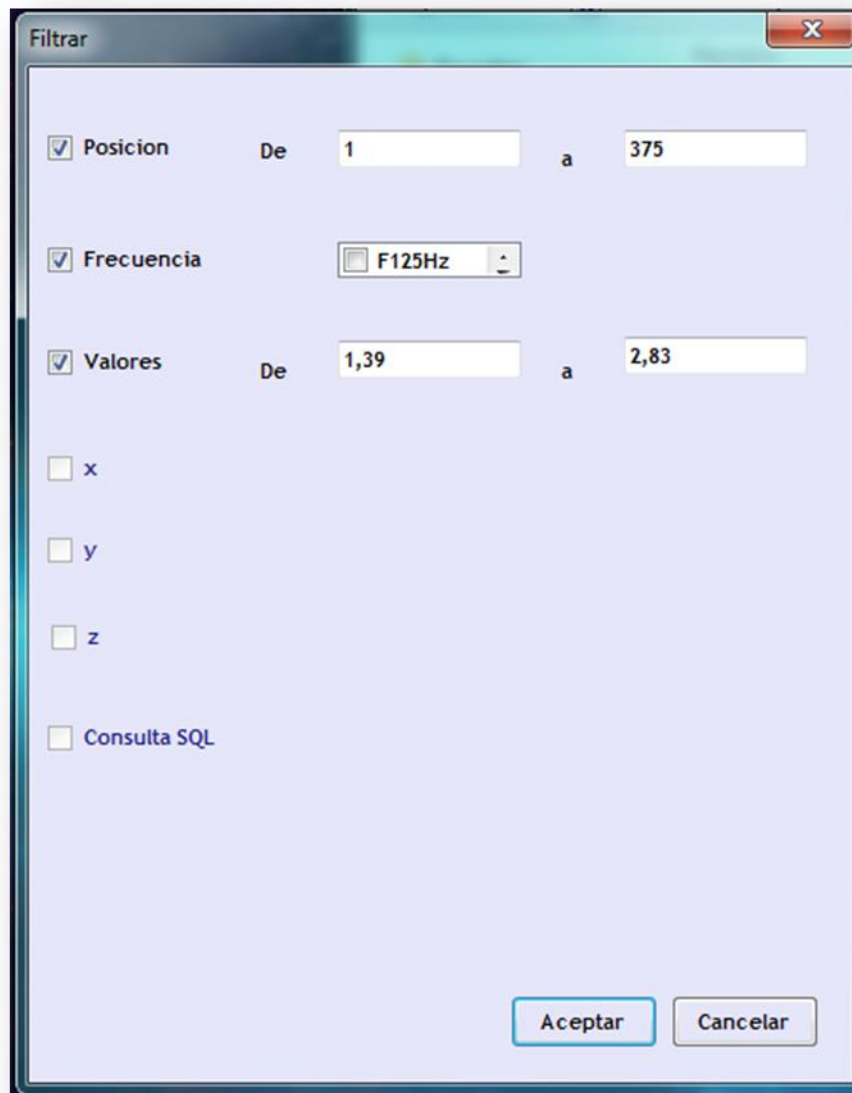 Filtrar
Posicion De 1 a 375
Frecuencia F125Hz
Valores De 1,39 a 2,83
x
y
z
Consulta SQL
Aceptar Cancelar